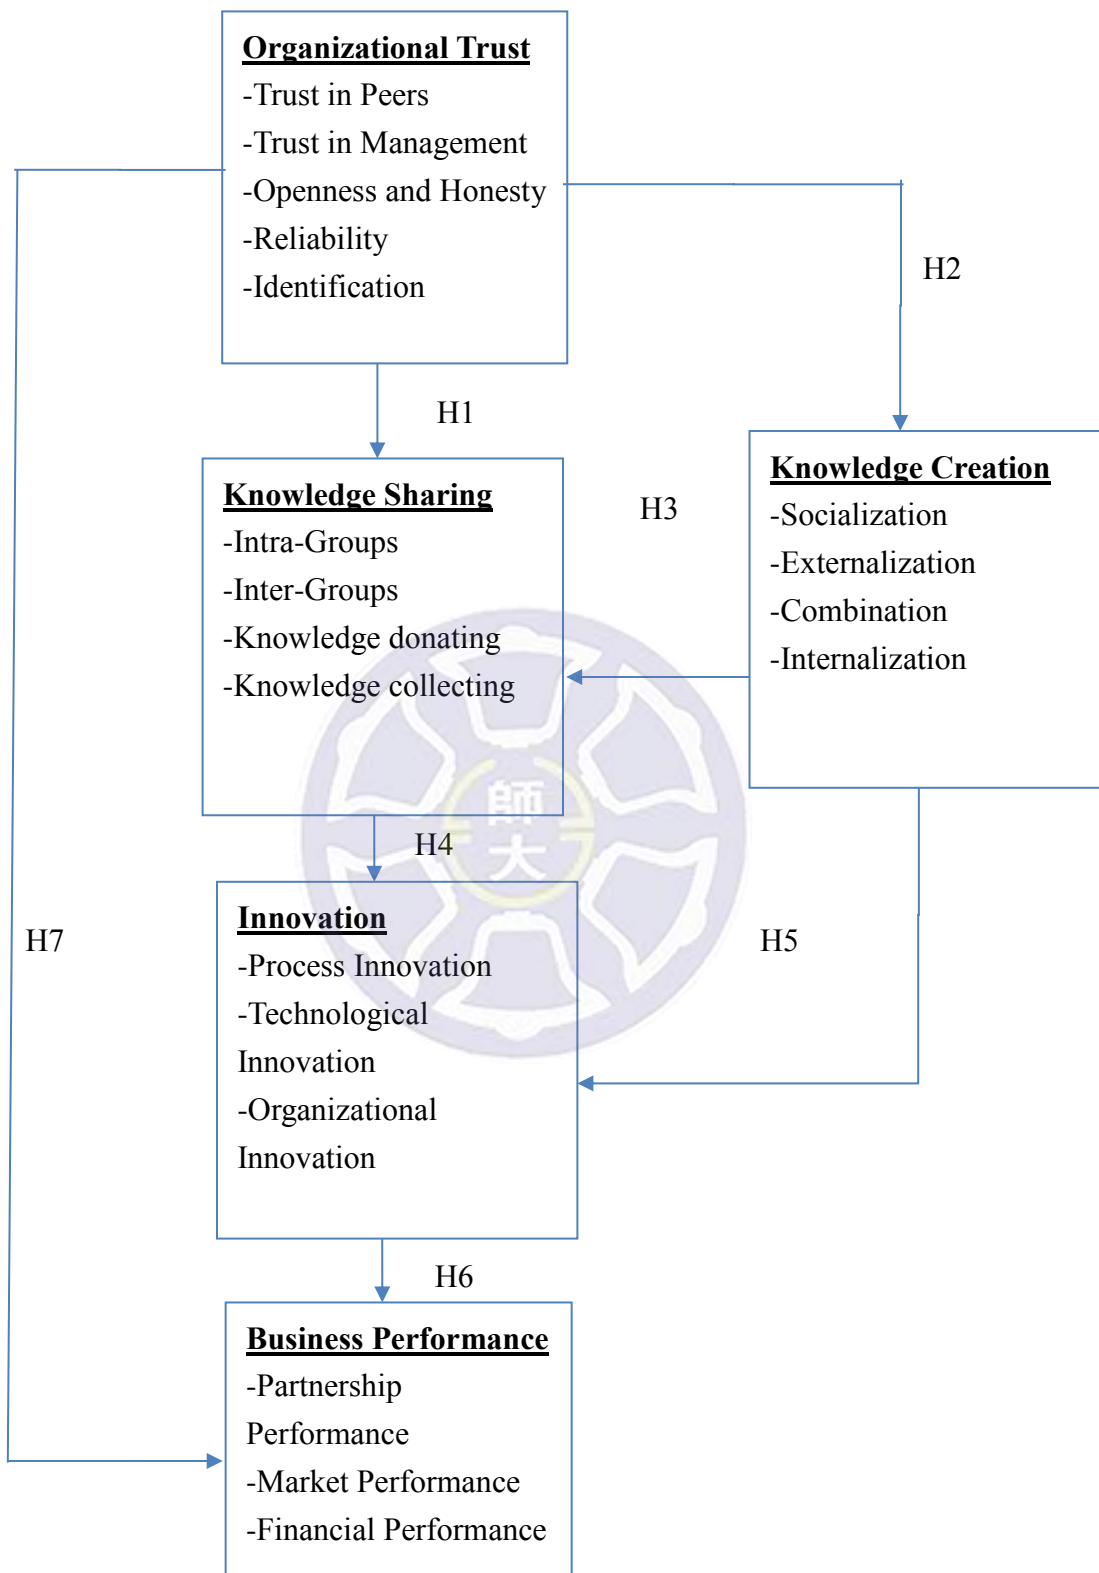 Organizational Trust
-Trust in Peers
-Trust in Management
-Openness and Honesty
-Reliability
-Identification
H2
H1
Knowledge Creation
-Socialization
-Externalization
-Combination
-Internalization
H3
Knowledge Sharing
-Intra-Groups
-Inter-Groups
-Knowledge donating
-Knowledge collecting
師
大
H4
H5
H7
Innovation
-Process Innovation
-Technological
Innovation
-Organizational
Innovation
H6
Business Performance
-Partnership
Performance
-Market Performance
-Financial Performance